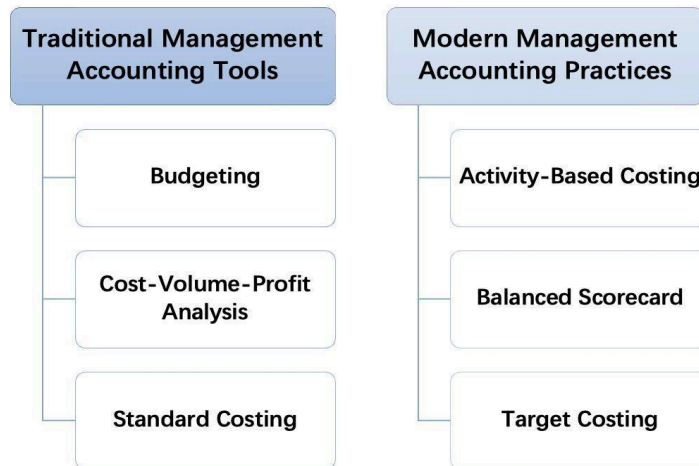 Traditional Management
Accounting Tools
Budgeting
Cost-Volume-Profit
Analysis
Standard Costing
Modern Management
Accounting Practices
Activity-Based Costing
Balanced Scorecard
Target Costing